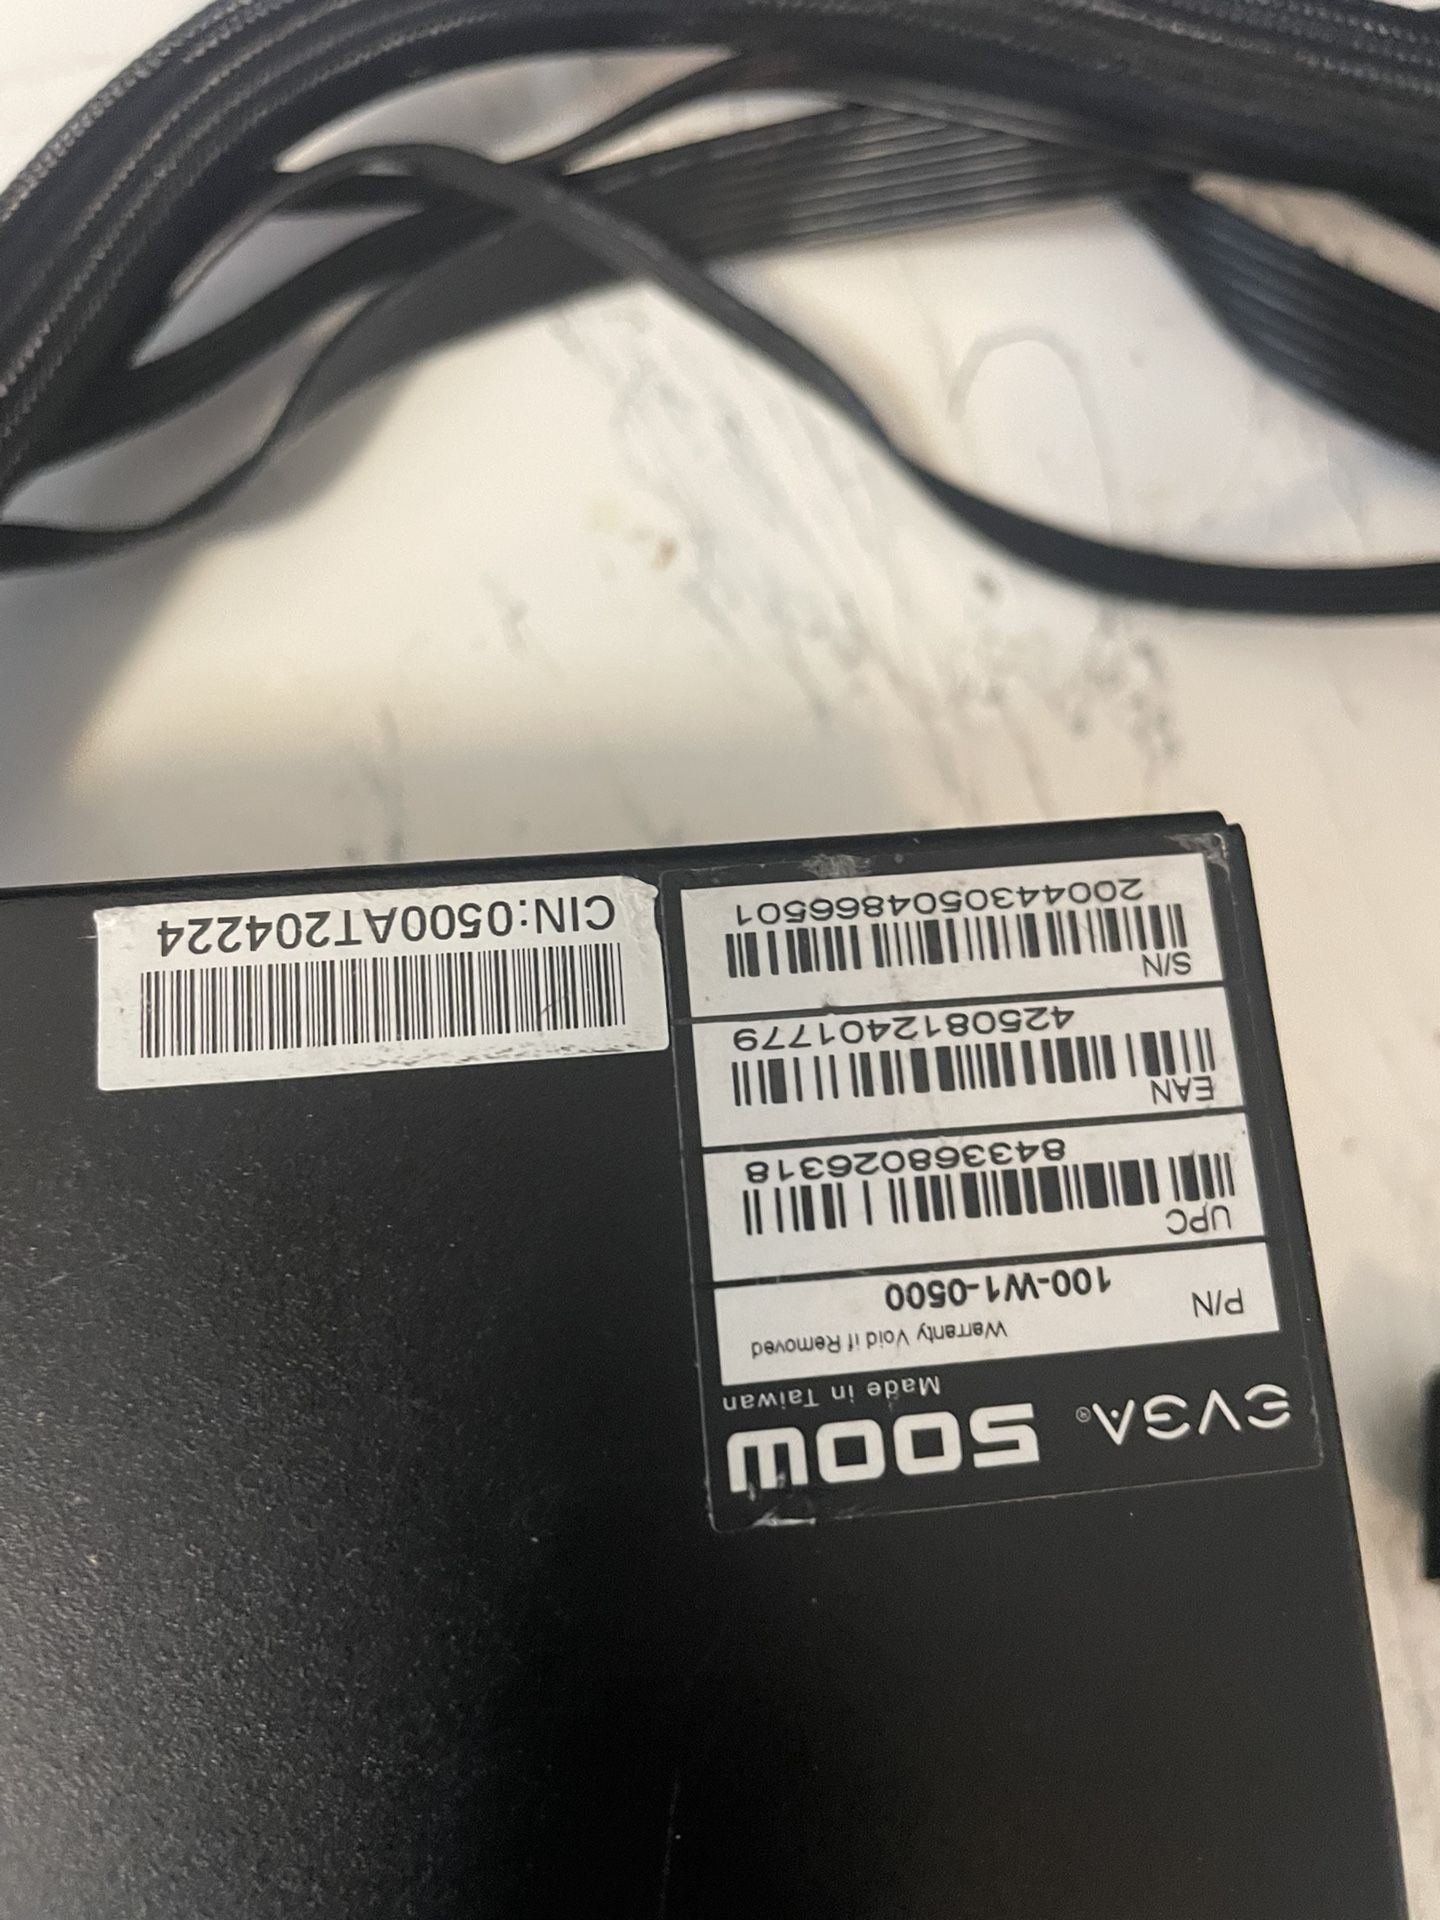 EVGA® 500W
Made in Taiwan
Warranty Void if Removed
P/N 100-W1-0500
UPC
843368026318
EAN
4250812401779
S/N
2004430504866501
CIN:0500AT204224